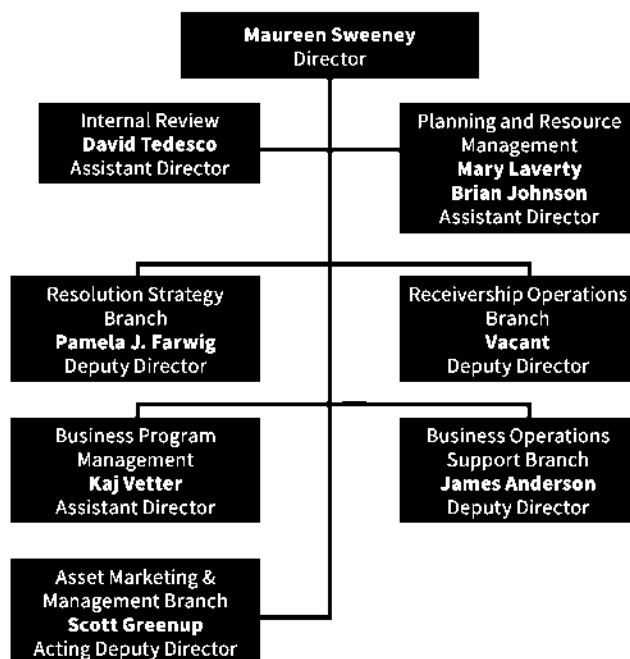 Maureen Sweeney
Director
Internal Review
David Tedesco
Assistant Director
Planning and Resource
Management
Mary Laverty
Brian Johnson
Assistant Director
Resolution Strategy
Branch
Pamela J. Farwig
Deputy Director
Receivership Operations
Branch
Vacant
Deputy Director
Business Program
Management
Kaj Vetter
Assistant Director
Business Operations
Support Branch
James Anderson
Deputy Director
Asset Marketing &
Management Branch
Scott Greenup
Acting Deputy Director